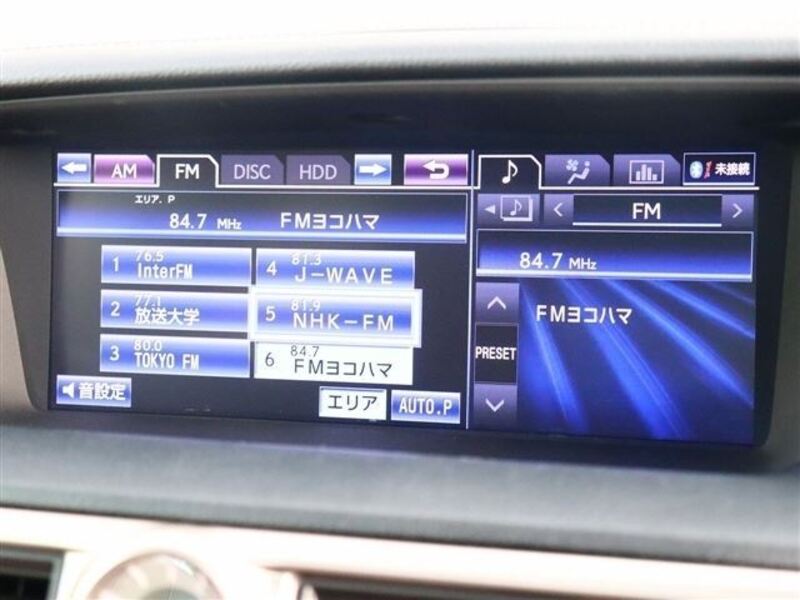 AM FM DISC HDD
エリア. P
84.7 MHz FMヨコハマ
1 76.5 InterFM
2 77.1 放送大学
3 80.0 TOKYO FM
4 81.3 J-WAVE
5 81.9 NHK-FM
6 84.7 FMヨコハマ
音設定
エリア
AUTO.P
未接続
FM
84.7 MHz
FMヨコハマ
PRESET